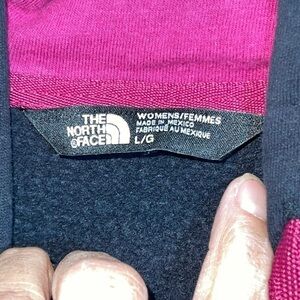 THE
NORTH
FACE
WOMENS/FEMMES
MADE IN MEXICO
FABRIQUÉ AU MEXIQUE
L/G